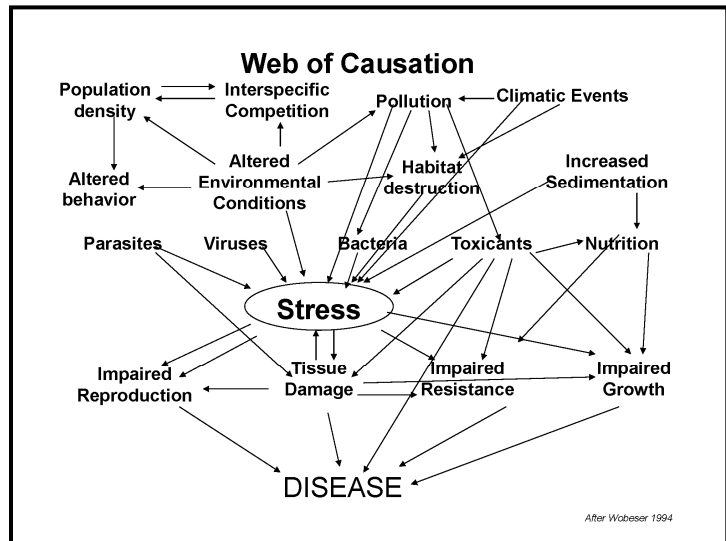 Web of Causation
Population
density
Interspecific
Competition
Pollution
Climatic Events
Altered
behavior
Altered
Environmental
Conditions
Habitat
destruction
Increased
Sedimentation
Parasites
Viruses
Bacteria
Toxicants
Nutrition
Stress
Impaired
Reproduction
Tissue
Damage
Impaired
Resistance
Impaired
Growth
DISEASE
After Wobeser 1994